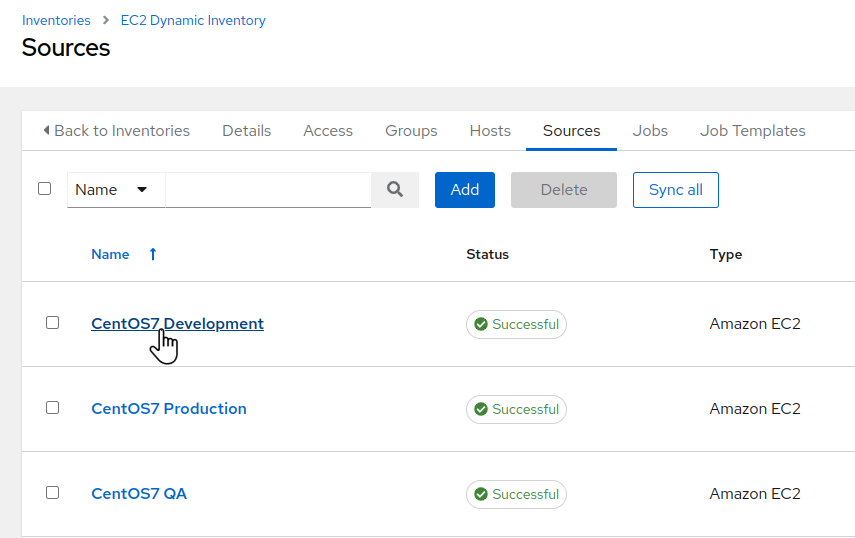 Inventories > EC2 Dynamic Inventory
Sources
Back to Inventories Details Access Groups Hosts Sources Jobs Job Templates
Name Add Delete Sync all
Name Status Type
CentOS7 Development Successful Amazon EC2
CentOS7 Production Successful Amazon EC2
CentOS7 QA Successful Amazon EC2